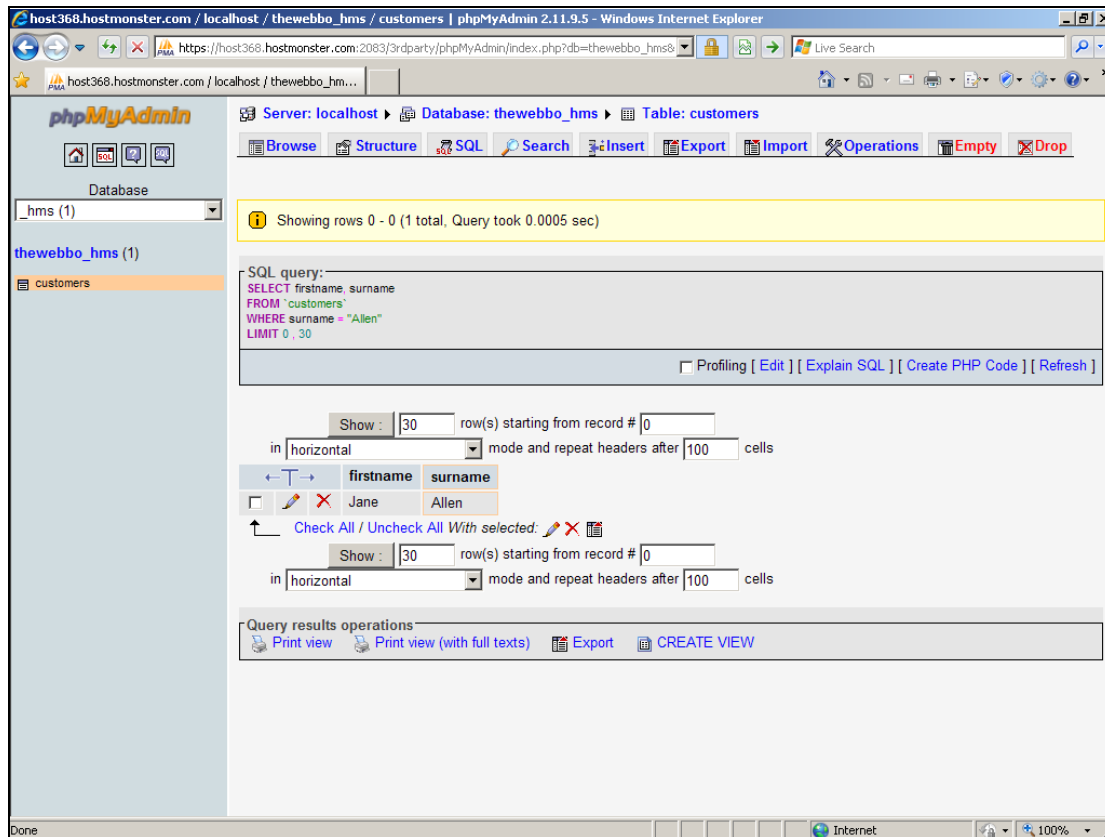 host368.hostmonster.com / localhost / thewebbo_hms / customers | phpMyAdmin 2.11.9.5 - Windows Internet Explorer
https://host368.hostmonster.com:2083/3rdparty/phpMyAdmin/index.php?db=thewebbo_hms&
Live Search
host368.hostmonster.com / localhost / thewebbo_hm...
phpMyAdmin
Database
_hms (1)
thewebbo_hms (1)
customers
Server: localhost Database: thewebbo_hms Table: customers
Browse Structure SQL Search Insert Export Import Operations Empty Drop
Showing rows 0 - 0 (1 total, Query took 0.0005 sec)
SQL query:
SELECT firstname, surname
FROM `customers`
WHERE surname = "Allen"
LIMIT 0 , 30
Profiling [ Edit ] [ Explain SQL ] [ Create PHP Code ] [ Refresh ]
Show : 30 row(s) starting from record # 0
in horizontal mode and repeat headers after 100 cells
←T→ firstname surname
Jane Allen
Check All / Uncheck All With selected:
Show : 30 row(s) starting from record # 0
in horizontal mode and repeat headers after 100 cells
Query results operations
Print view Print view (with full texts) Export CREATE VIEW
Done Internet 100%